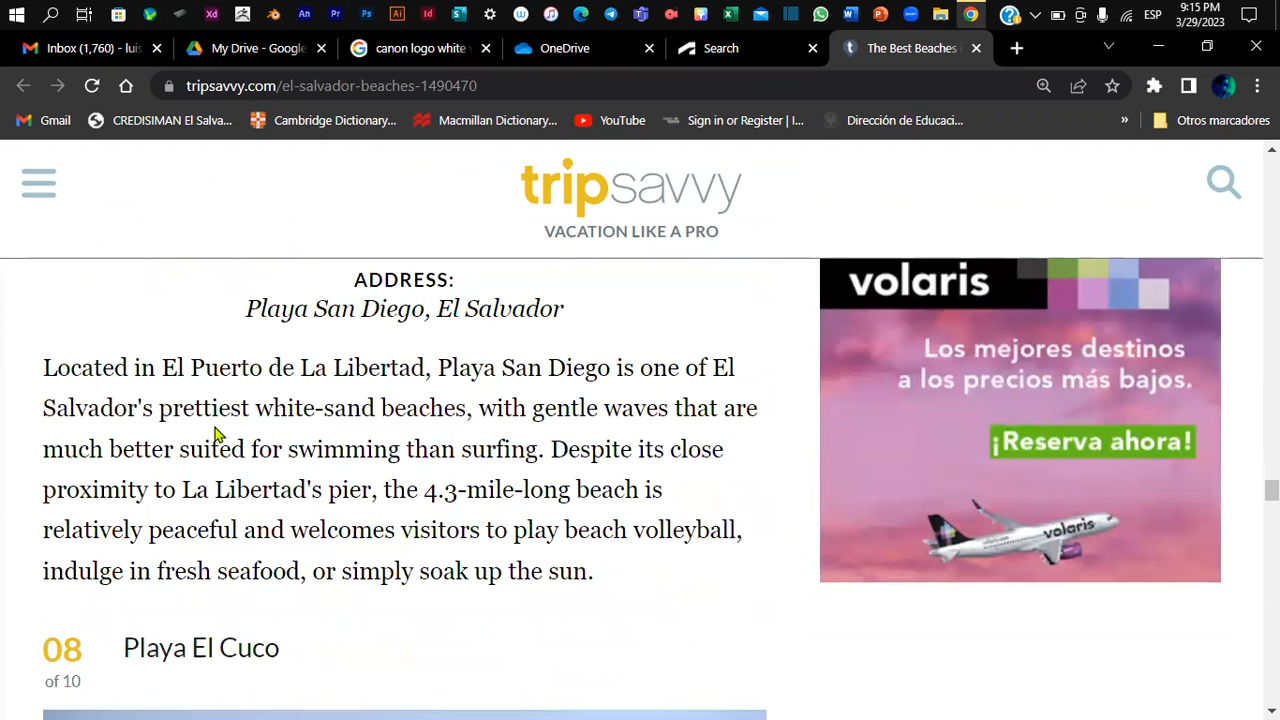 9:15 PM
ESP
3/29/2023
Inbox (1,760) - luis
My Drive - Google
canon logo white
OneDrive
Search
The Best Beaches i
tripsavvy.com/el-salvador-beaches-1490470
Gmail
CREDISIMAN El Salva...
Cambridge Dictionary...
Macmillan Dictionary...
YouTube
Sign in or Register | I...
Dirección de Educaci...
»
Otros marcadores
tripsavvy
VACATION LIKE A PRO
ADDRESS:
Playa San Diego, El Salvador
Located in El Puerto de La Libertad, Playa San Diego is one of El
Salvador's prettiest white-sand beaches, with gentle waves that are
much better suited for swimming than surfing. Despite its close
proximity to La Libertad's pier, the 4.3-mile-long beach is
relatively peaceful and welcomes visitors to play beach volleyball,
indulge in fresh seafood, or simply soak up the sun.
08
of 10
Playa El Cuco
volaris
Los mejores destinos
a los precios más bajos.
¡Reserva ahora!
volaris